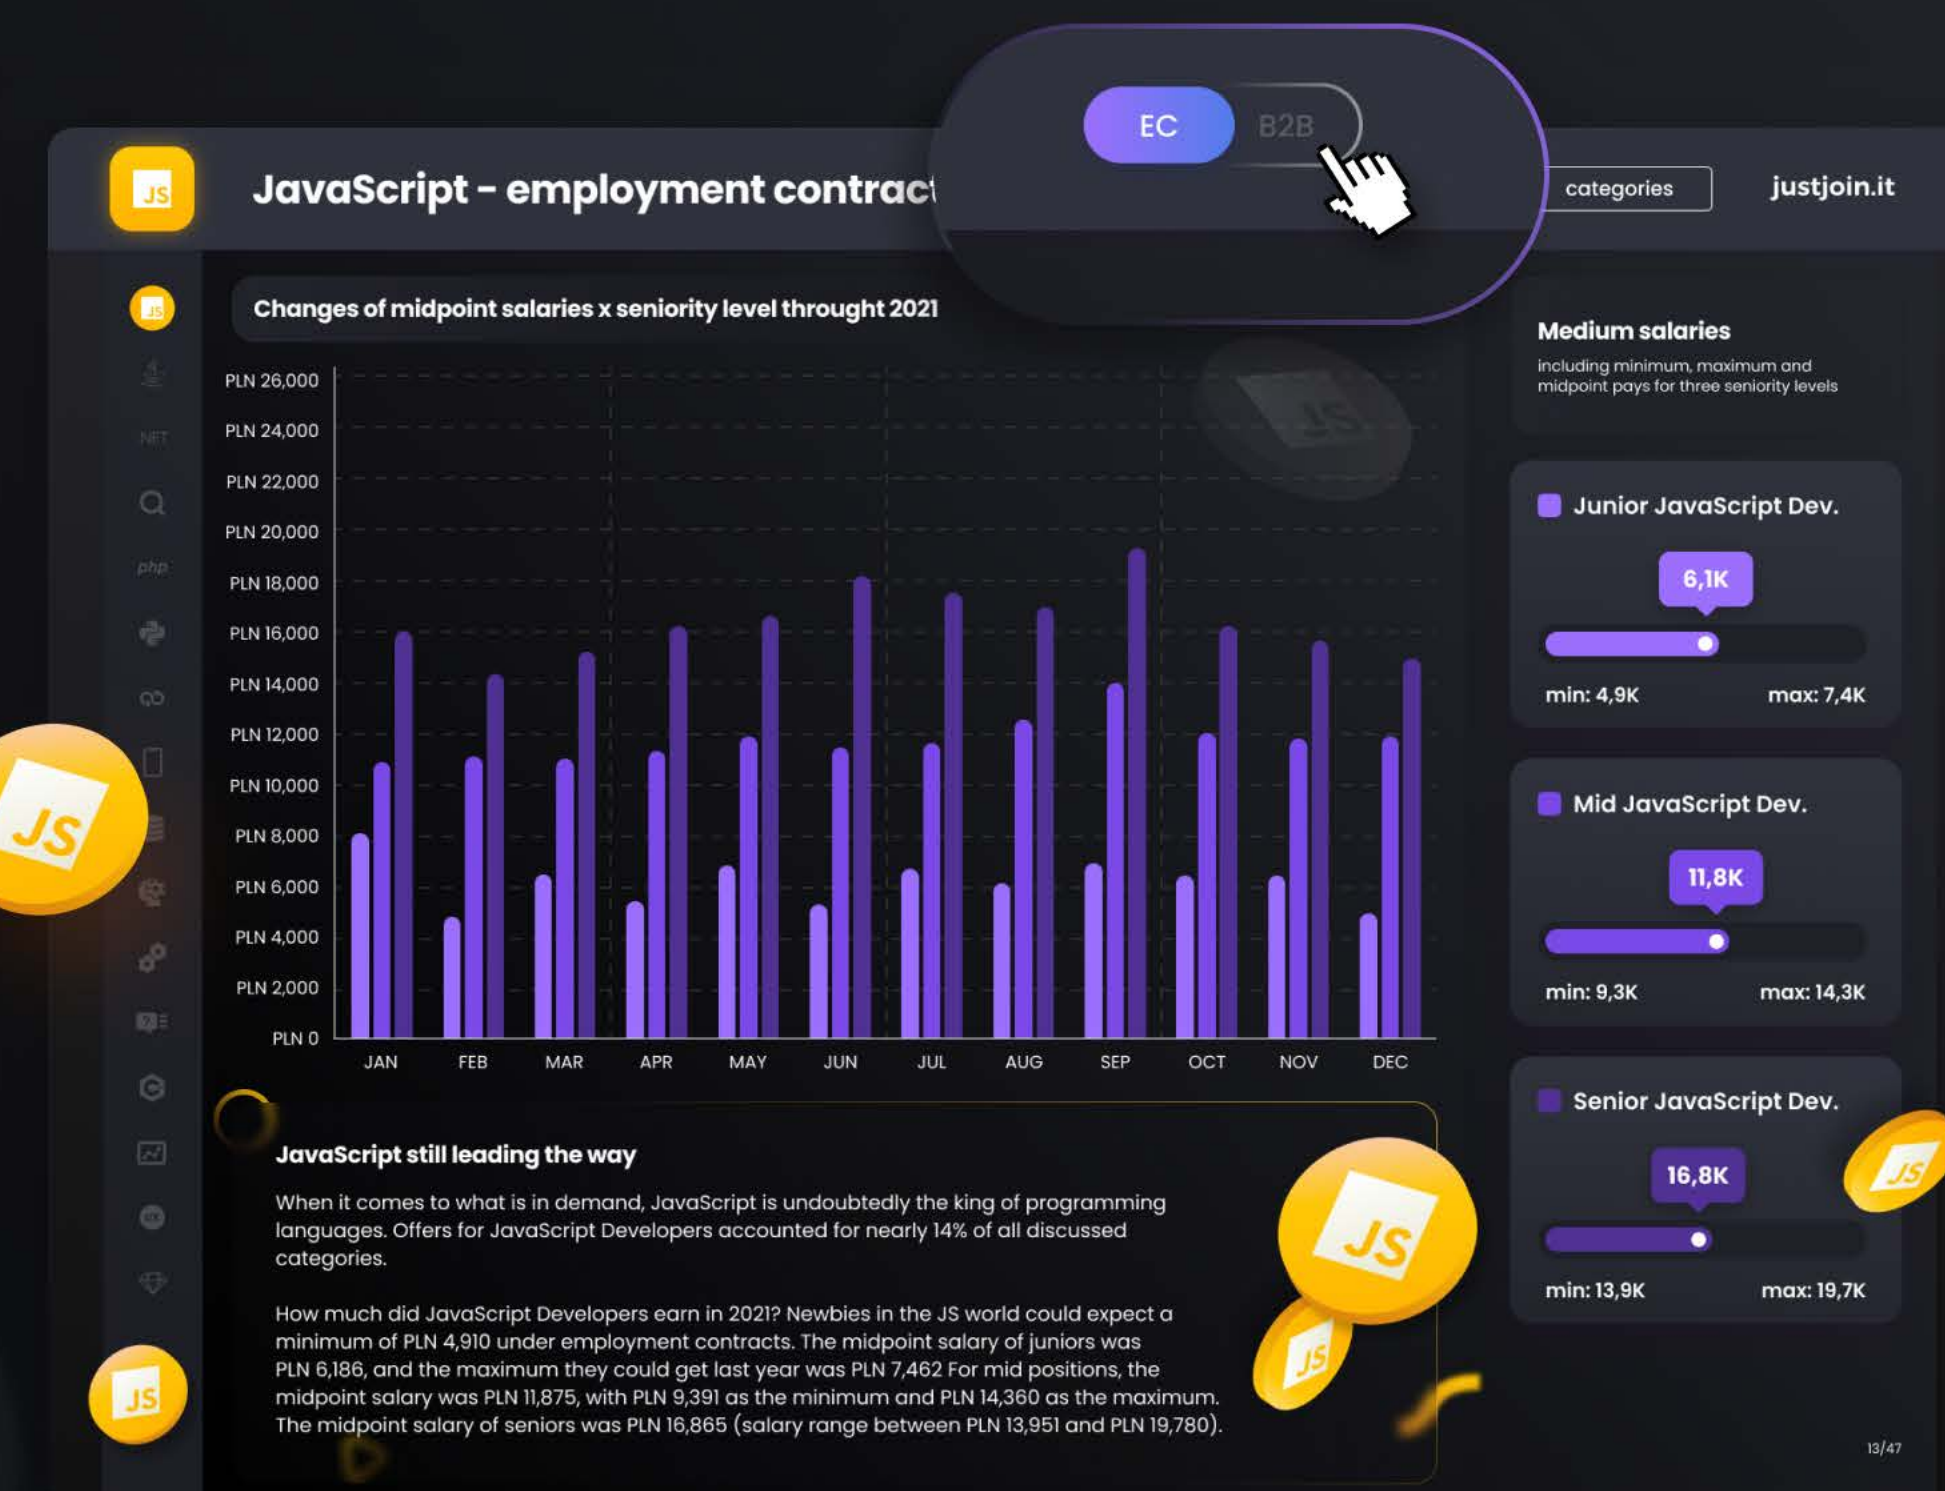 EC
B2B
JS
JavaScript - employment contract
categories
justjoin.it
JS
Changes of midpoint salaries x seniority level throught 2021
Medium salaries
including minimum, maximum and
midpoint pays for three seniority levels
PLN 26,000
PLN 24,000
PLN 22,000
PLN 20,000
PLN 18,000
PLN 16,000
PLN 14,000
PLN 12,000
PLN 10,000
PLN 8,000
PLN 6,000
PLN 4,000
PLN 2,000
PLN 0
JAN
FEB
MAR
APR
MAY
JUN
JUL
AUG
SEP
OCT
NOV
DEC
JS
.NET
php
JS
Junior JavaScript Dev.
6,1K
min: 4,9K
max: 7,4K
Mid JavaScript Dev.
11,8K
min: 9,3K
max: 14,3K
Senior JavaScript Dev.
16,8K
min: 13,9K
max: 19,7K
JS
JavaScript still leading the way
When it comes to what is in demand, JavaScript is undoubtedly the king of programming
languages. Offers for JavaScript Developers accounted for nearly 14% of all discussed
categories.
How much did JavaScript Developers earn in 2021? Newbies in the JS world could expect a
minimum of PLN 4,910 under employment contracts. The midpoint salary of juniors was
PLN 6,186, and the maximum they could get last year was PLN 7,462 For mid positions, the
midpoint salary was PLN 11,875, with PLN 9,391 as the minimum and PLN 14,360 as the maximum.
The midpoint salary of seniors was PLN 16,865 (salary range between PLN 13,951 and PLN 19,780).
JS
JS
JS
13/47